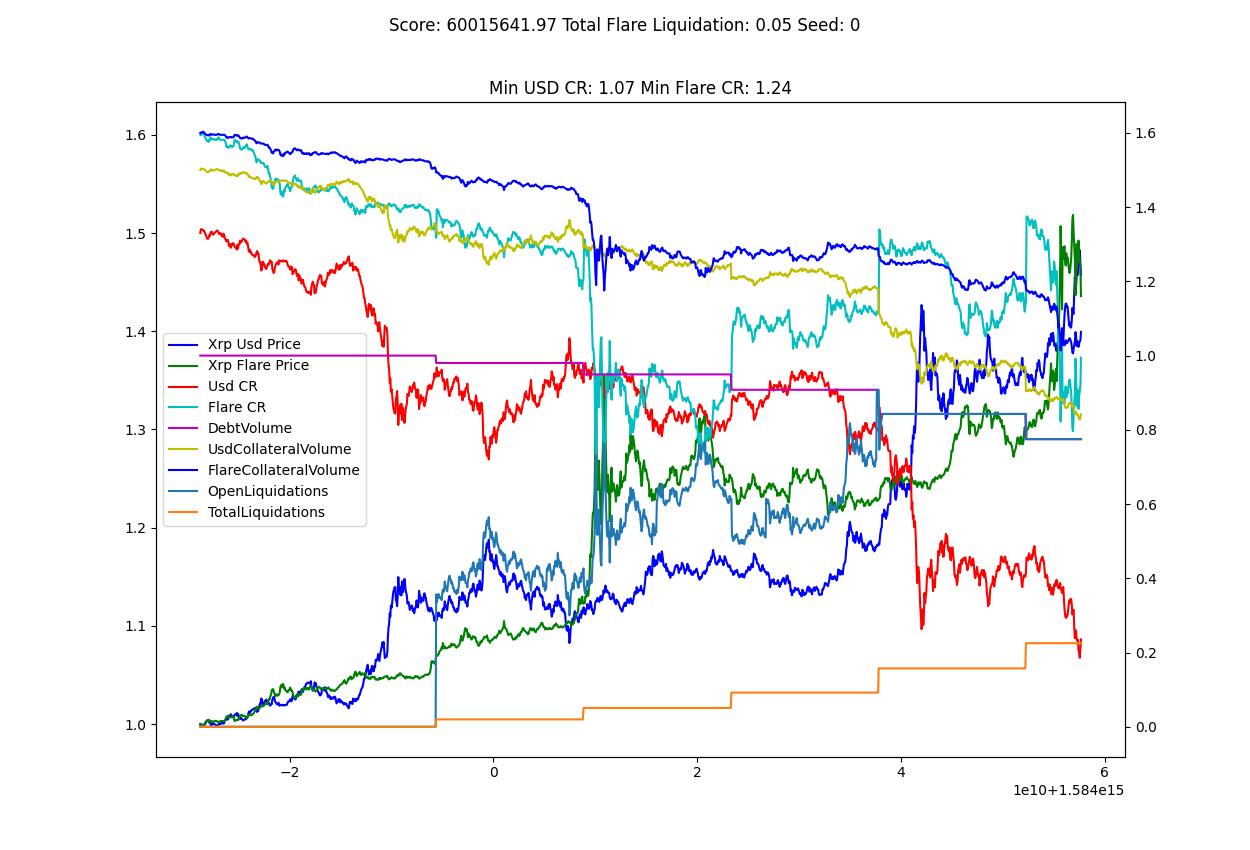 Score: 60015641.97 Total Flare Liquidation: 0.05 Seed: 0
Min USD CR: 1.07 Min Flare CR: 1.24
1.6
1.5
1.4
1.3
1.2
1.1
1.0
Xrp Usd Price
Xrp Flare Price
Usd CR
Flare CR
DebtVolume
UsdCollateralVolume
FlareCollateralVolume
OpenLiquidations
TotalLiquidations
1.6
1.4
1.2
1.0
0.8
0.6
0.4
0.2
0.0
−2 0 2 4 6
1e10+1.584e15